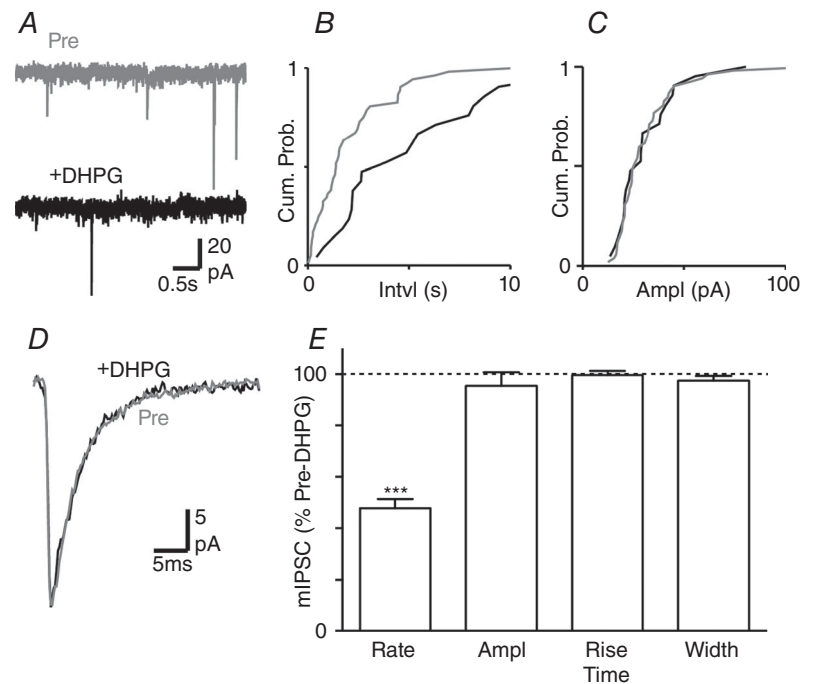 A
Pre
+DHPG
20
pA
0.5s
B
Cum. Prob.
1
0
0
10
Intvl (s)
C
Cum. Prob.
1
0
0
100
Ampl (pA)
D
+DHPG
Pre
5
pA
5ms
E
mIPSC (% Pre-DHPG)
100
0
***
Rate
Ampl
Rise
Time
Width